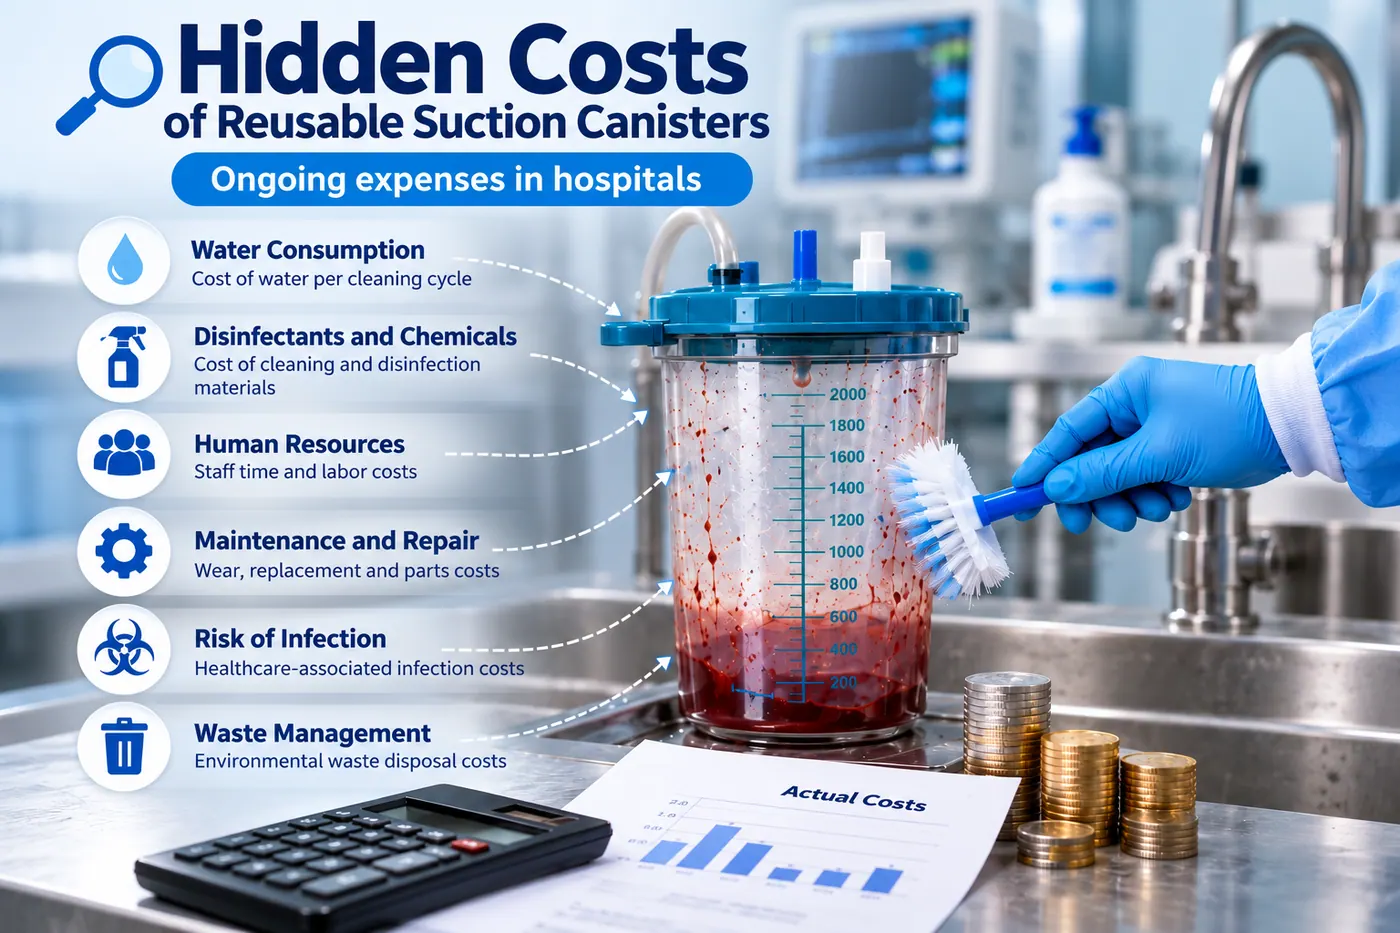 Hidden Costs
of Reusable Suction Canisters
Ongoing expenses in hospitals
Water Consumption
Cost of water per cleaning cycle
Disinfectants and Chemicals
Cost of cleaning and disinfection
materials
Human Resources
Staff time and labor costs
Maintenance and Repair
Wear, replacement and parts costs
Risk of Infection
Healthcare-associated infection costs
Waste Management
Environmental waste disposal costs
2000
1800
1600
1400
1200
1000
800
600
400
200
Actual Costs